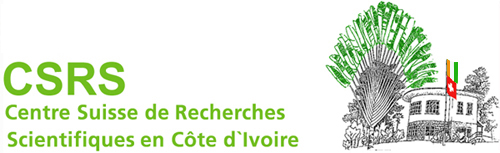 CSRS
Centre Suisse de Recherches
Scientifiques en Côte d`Ivoire